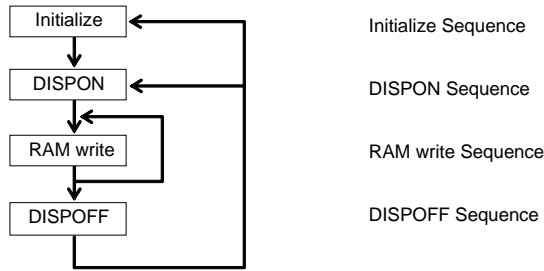 Initialize Initialize Sequence
DISPON DISPON Sequence
RAM write RAM write Sequence
DISPOFF DISPOFF Sequence